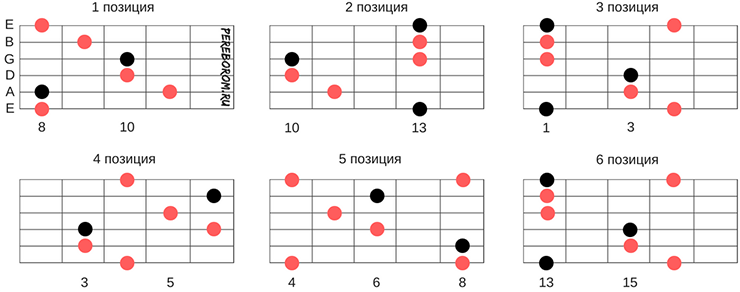 1 позиция
2 позиция
3 позиция
E
B
G
D
A
E
PEREBOROM.RU
8 10
10 13
1 3
4 позиция
5 позиция
6 позиция
3 5
4 6 8
13 15